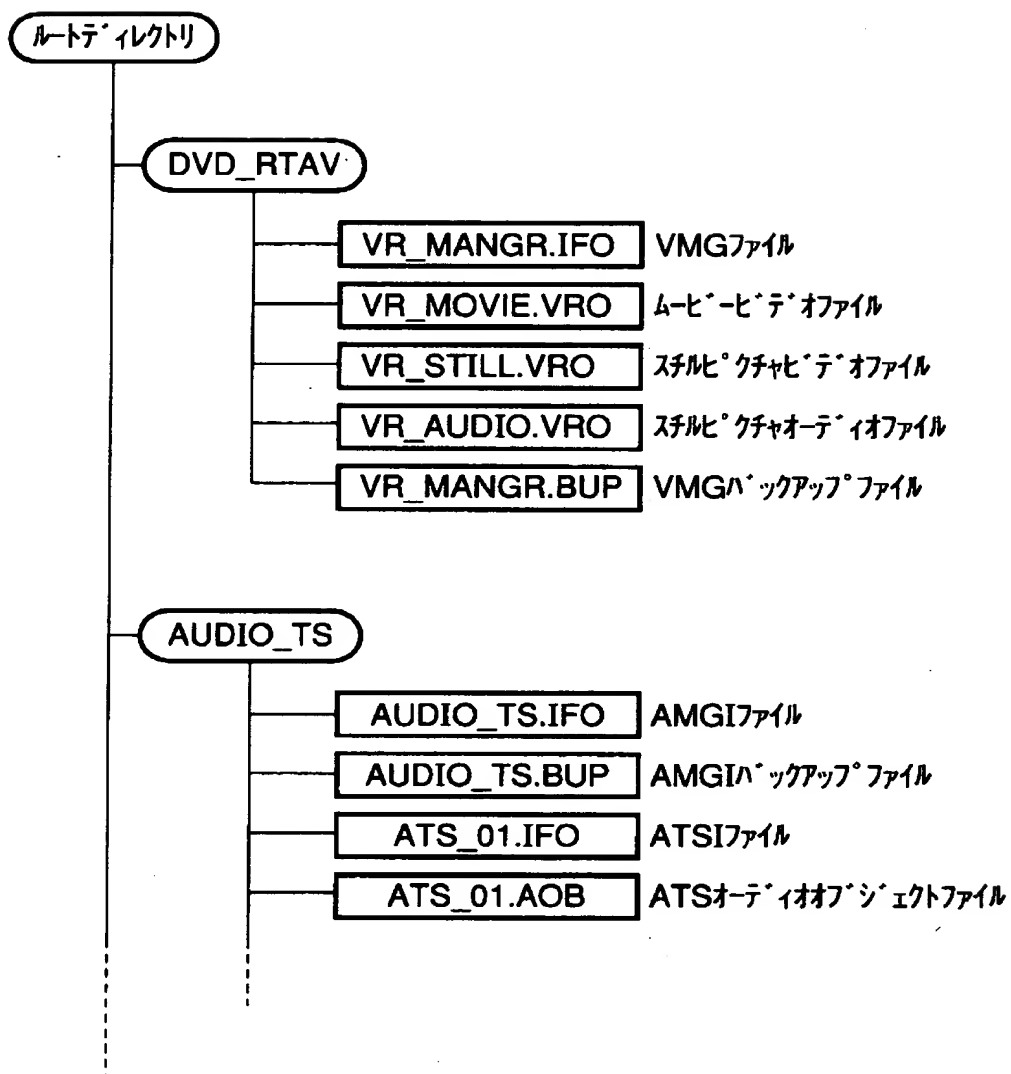 ルートディレクトリ
DVD_RTAV
VR_MANGR.IFO VMGファイル
VR_MOVIE.VRO ムービービデオファイル
VR_STILL.VRO スチルピクチャビデオファイル
VR_AUDIO.VRO スチルピクチャオーディオファイル
VR_MANGR.BUP VMGバックアップファイル
AUDIO_TS
AUDIO_TS.IFO AMGIファイル
AUDIO_TS.BUP AMGIバックアップファイル
ATS_01.IFO ATSIファイル
ATS_01.AOB ATSオーディオオブジェクトファイル